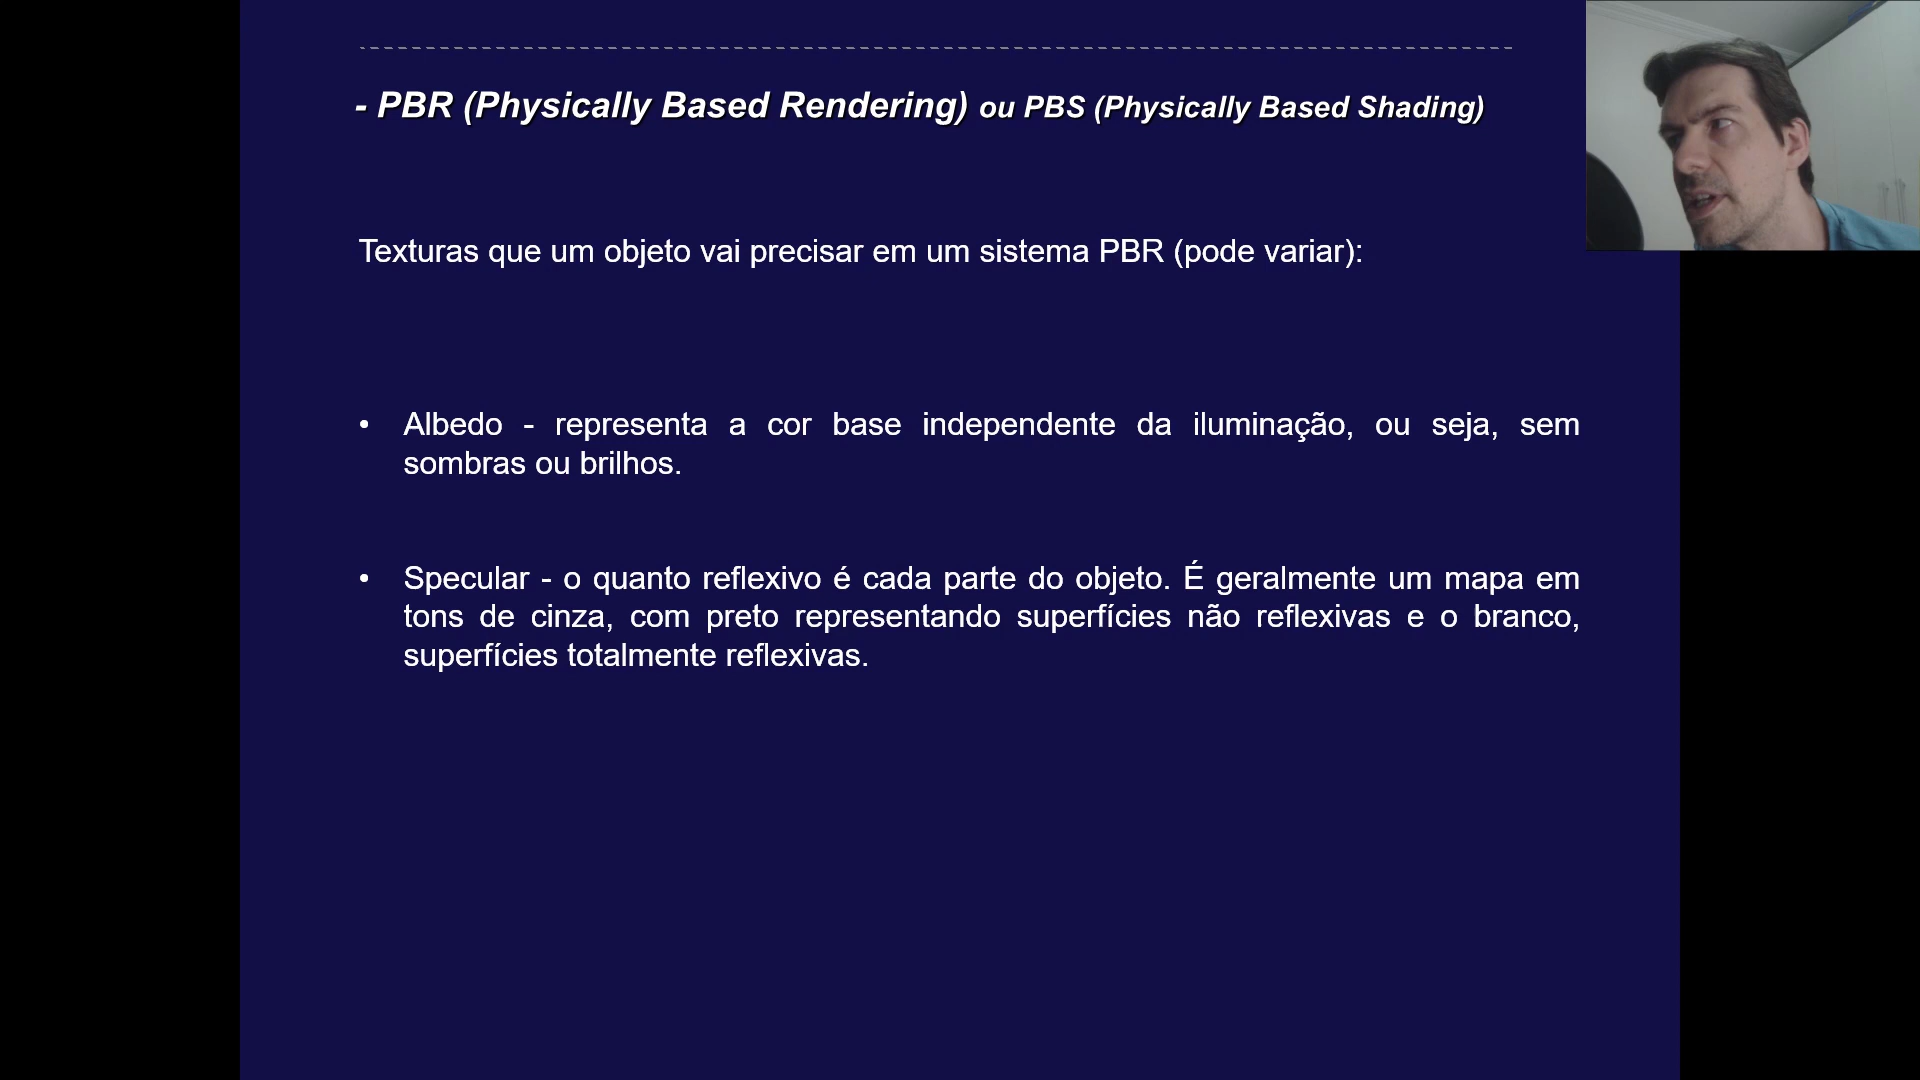 - PBR (Physically Based Rendering) ou PBS (Physically Based Shading)
Texturas que um objeto vai precisar em um sistema PBR (pode variar):
• Albedo - representa a cor base independente da iluminação, ou seja, sem
sombras ou brilhos.
• Specular - o quanto reflexivo é cada parte do objeto. É geralmente um mapa em
tons de cinza, com preto representando superfícies não reflexivas e o branco,
superfícies totalmente reflexivas.